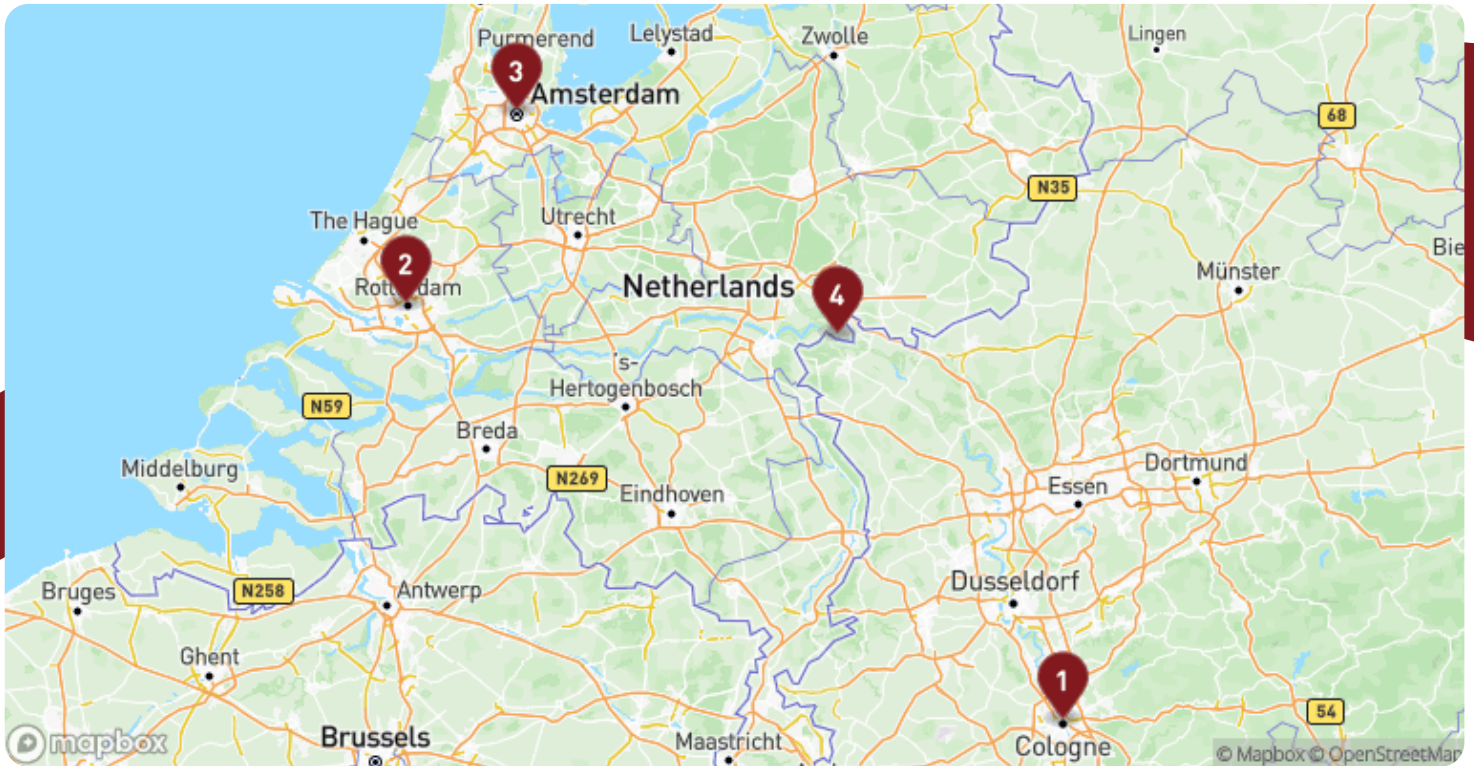 Purmerend
Lelystad
Zwolle
Lingen
3
Amsterdam
68
N35
The Hague
Utrecht
2
Rotterdam
Netherlands
4
Münster
Bie
's-
Hertogenbosch
N59
Breda
Middelburg
N269
Eindhoven
Dortmund
Essen
Bruges
N258
Antwerp
Dusseldorf
Ghent
1
54
Brussels
Maastricht
Cologne
mapbox
© Mapbox © OpenStreetMap